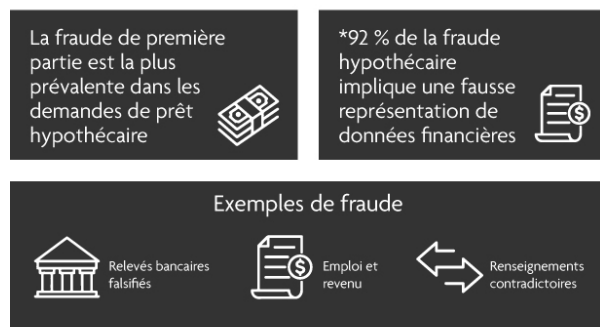 La fraude de première
partie est la plus
prévalente dans les
demandes de prêt
hypothécaire
*92 % de la fraude
hypothécaire
implique une fausse
représentation de
données financières
Exemples de fraude
Relevés bancaires
falsifiés
Emploi et
revenu
Renseignements
contradictoires